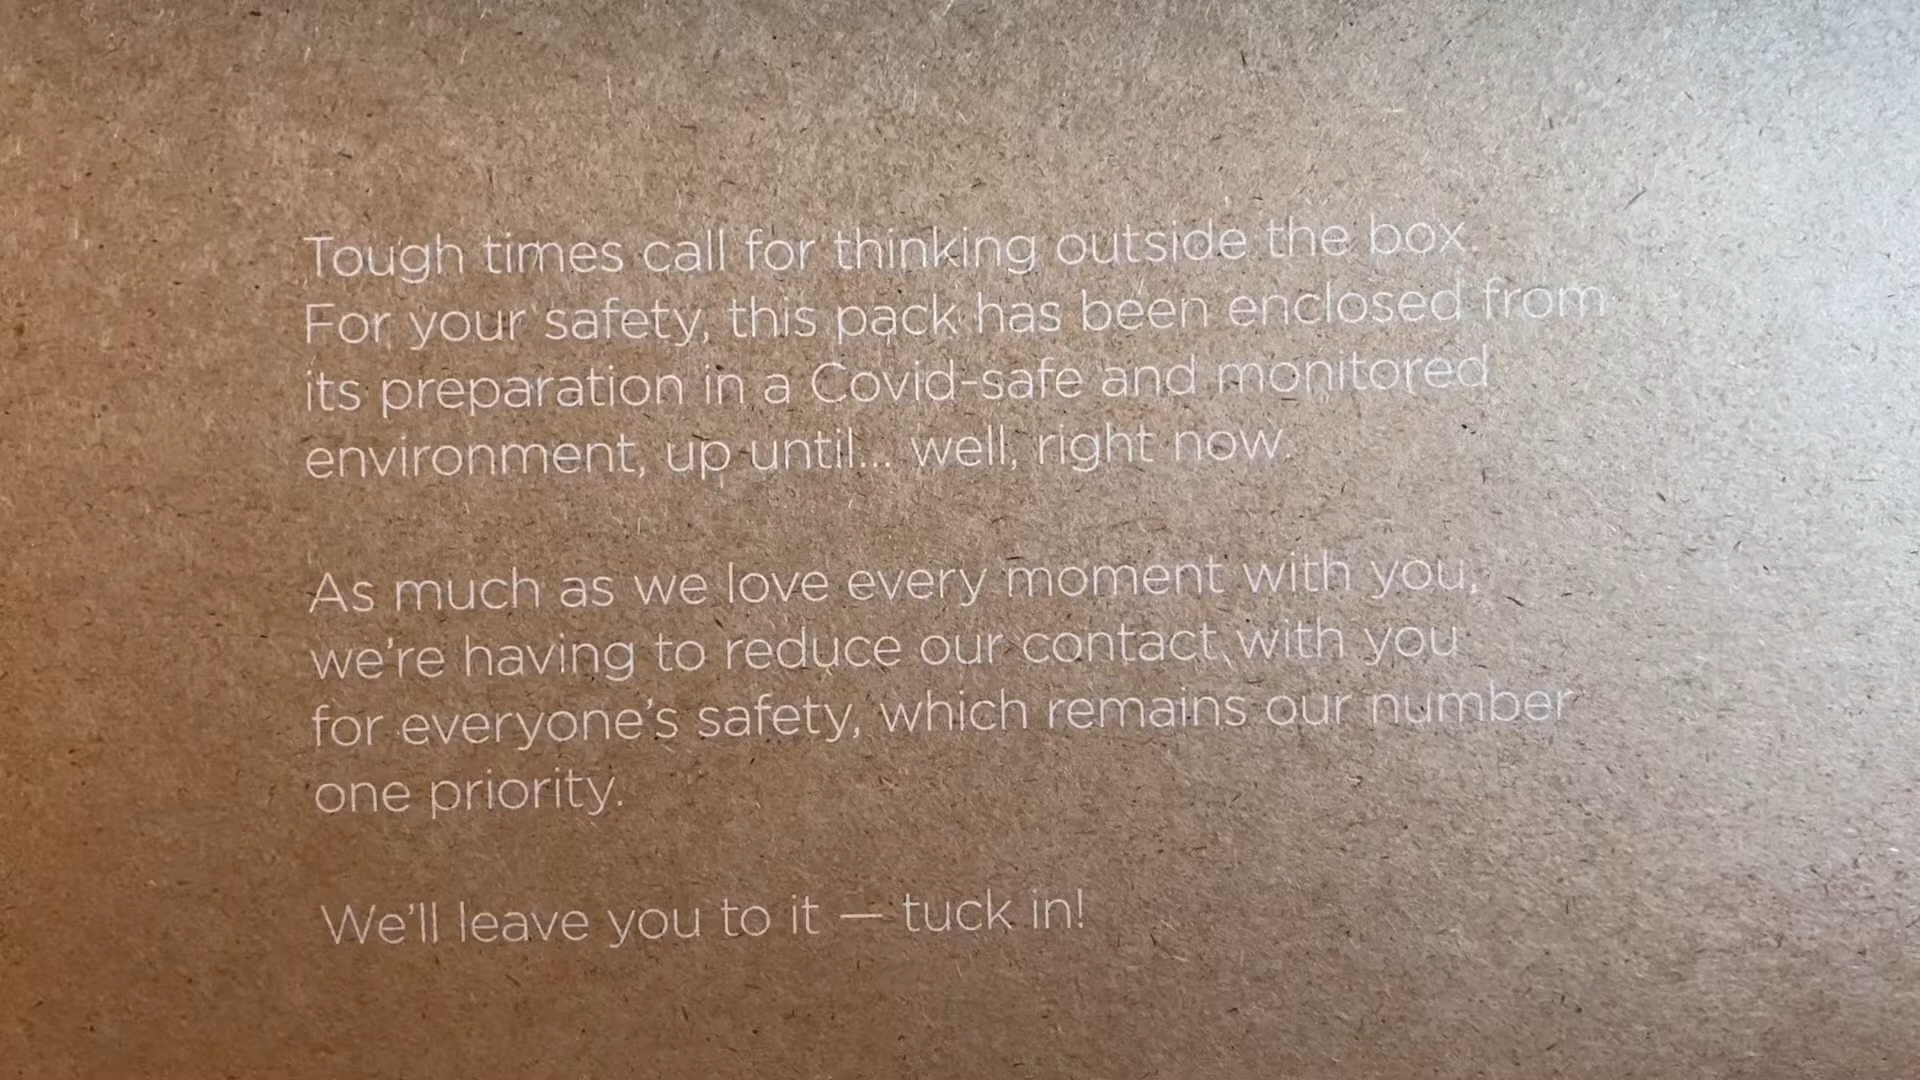 Tough times call for thinking outside the box.
For your safety, this pack has been enclosed from
its preparation in a Covid-safe and monitored
environment, up until... well, right now.
As much as we love every moment with you,
we're having to reduce our contact with you
for everyone's safety, which remains our number
one priority.
We'll leave you to it — tuck in!